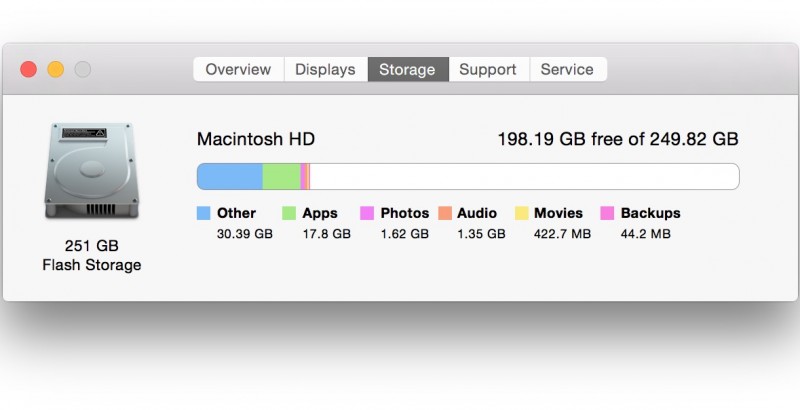 Overview Displays Storage Support Service
Macintosh HD 198.19 GB free of 249.82 GB
Other Apps Photos Audio Movies Backups
30.39 GB 17.8 GB 1.62 GB 1.35 GB 422.7 MB 44.2 MB
251 GB
Flash Storage